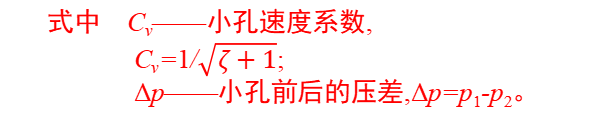 式中 Cv——小孔速度系数,
Cv=1/√ζ+1;
Δp——小孔前后的压差,Δp=p1-p2。